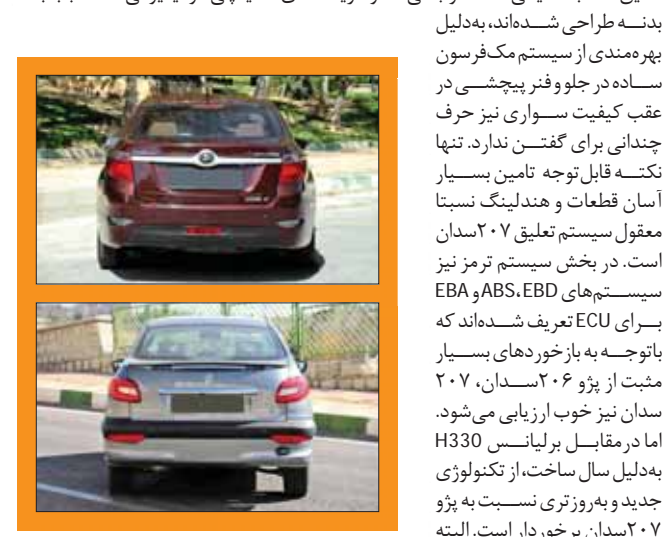 بدنه طراحی شده‌اند، به‌دلیل
بهره‌مندی از سیستم مک‌فرسون
ساده در جلو و فنر پیچشی در
عقب کیفیت سواری نیز حرف
چندانی برای گفتن ندارد. تنها
نکته قابل‌توجه تامین بسیار
آسان قطعات و هندلینگ نسبتا
معقول سیستم تعلیق ۲۰۷سدان
است. در بخش سیستم ترمز نیز
سیستم‌های ABS،EBD و EBA
برای ECU تعریف شده‌اند که
باتوجه به بازخوردهای بسیار
مثبت از پژو ۲۰۶سدان، ۲۰۷
سدان نیز خوب ارزیابی می‌شود.
اما در مقابل برلیانس H330
به‌دلیل سال ساخت، از تکنولوژی
جدید و به‌روزتری نسبت به پژو
۲۰۷سدان برخوردار است. البته